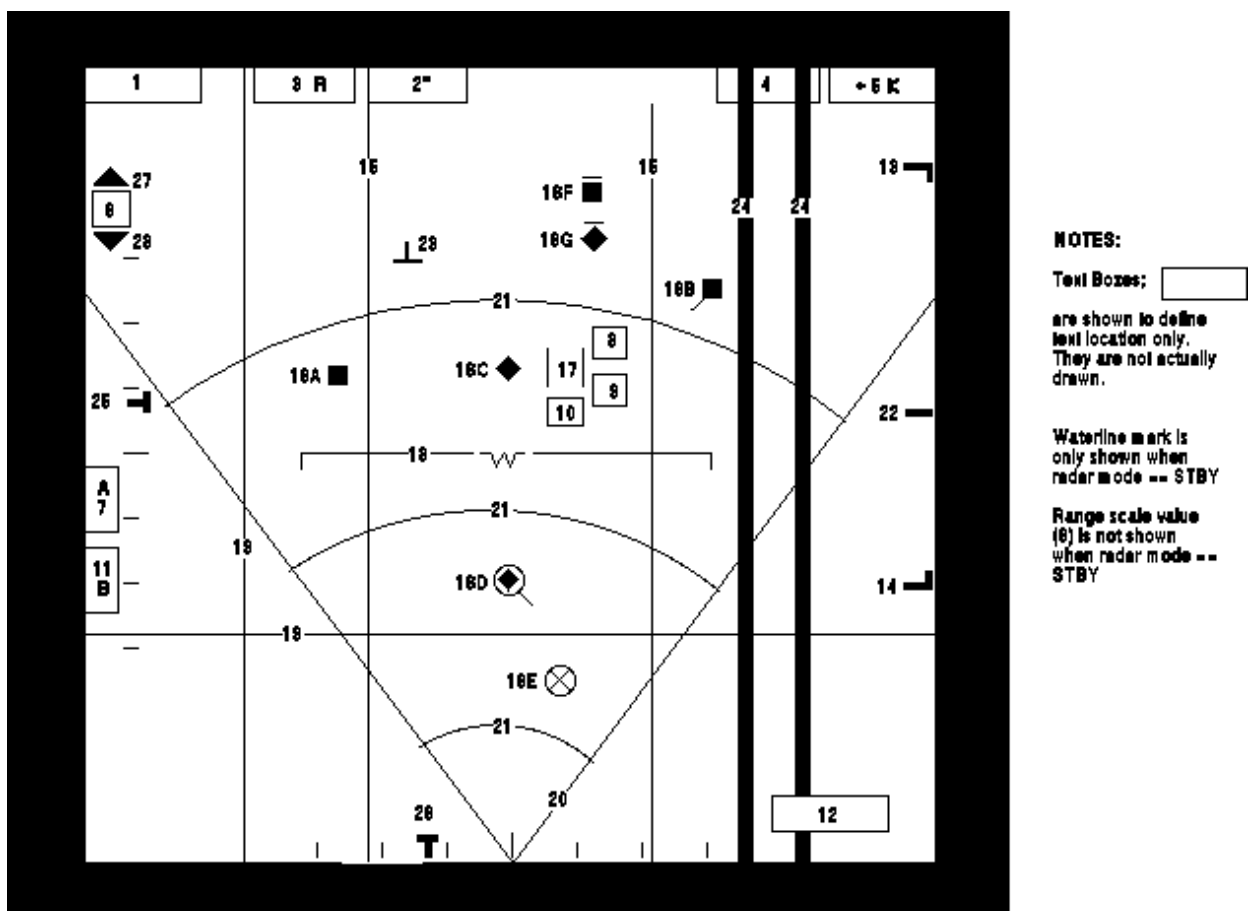 1
3 R
2"
4
+ 5 K
27
6
28
15
15
13
16F
24
24
23
16G
16B
21
8
16A
16C
17
9
25
10
22
18
A
7
21
19
11
B
16D
14
19
16E
21
26
20
12
NOTES:
Text Boxes;
are shown to define
text location only.
They are not actually
drawn.
Waterline mark is
only shown when
radar mode == STBY
Range scale value
(6) is not shown
when radar mode ==
STBY